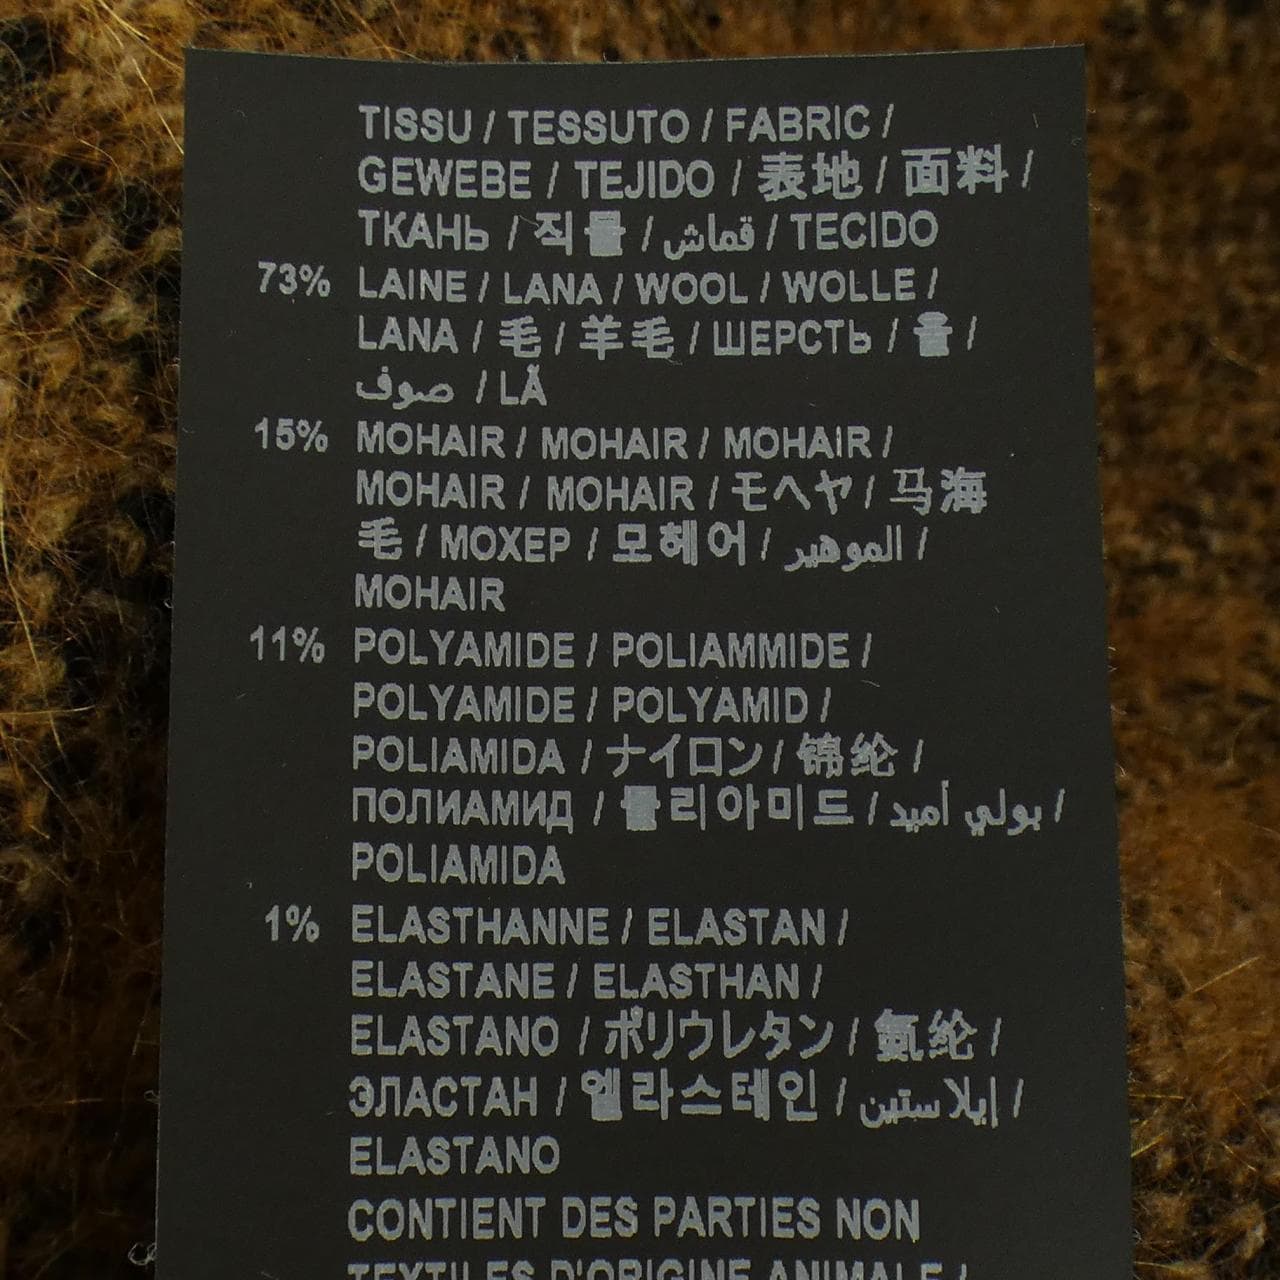 TISSU / TESSUTO / FABRIC /
GEWEBE / TEJIDO / 表地 / 面料 /
ТКАНЬ / 직물 / قماش / TECIDO
73% LAINE / LANA / WOOL / WOLLE /
LANA / 毛 / 羊毛 / ШЕРСТЬ / 울 /
صوف / LÃ
15% MOHAIR / MOHAIR / MOHAIR /
MOHAIR / MOHAIR / モヘヤ / 马海
毛 / МОХЕР / 모헤어 / الموهير /
MOHAIR
11% POLYAMIDE / POLIAMMIDE /
POLYAMIDE / POLYAMID /
POLIAMIDA / ナイロン / 锦纶 /
ПОЛИАМИД / 폴리아미드 / بولي أميد /
POLIAMIDA
1% ELASTHANNE / ELASTAN /
ELASTANE / ELASTHAN /
ELASTANO / ポリウレタン / 氨纶 /
ЭЛАСТАН / 엘라스테인 / إيلاستين /
ELASTANO
CONTIENT DES PARTIES NON
TEXTILES D'ORIGINE ANIMALE /